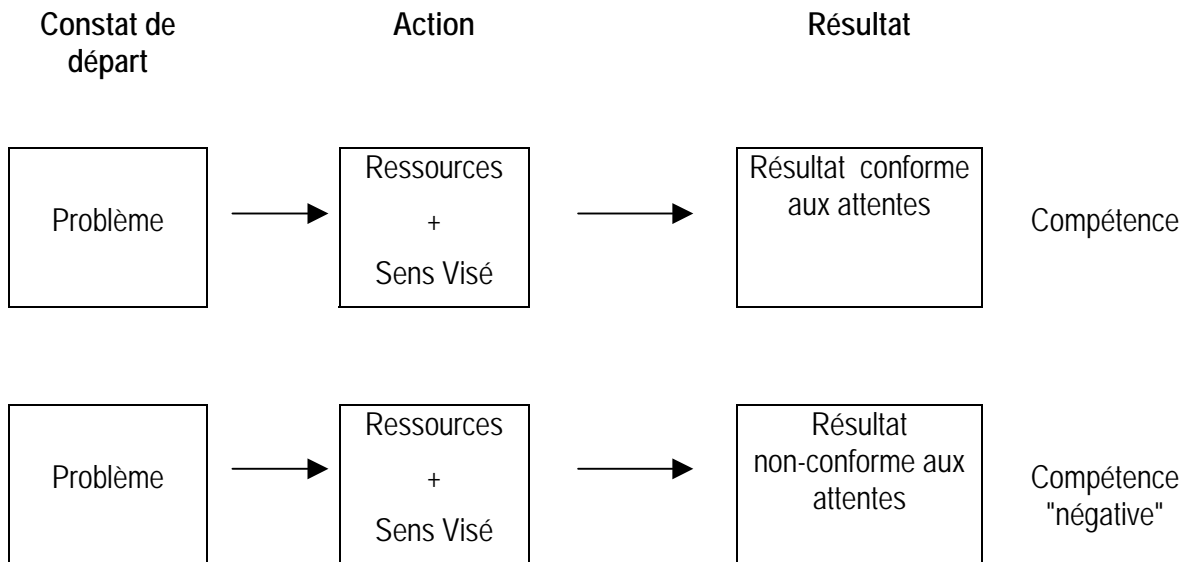 Constat de
départ
Action
Résultat
Problème
Ressources
+
Sens Visé
Résultat conforme
aux attentes
Compétence
Problème
Ressources
+
Sens Visé
Résultat
non-conforme aux
attentes
Compétence
"négative"